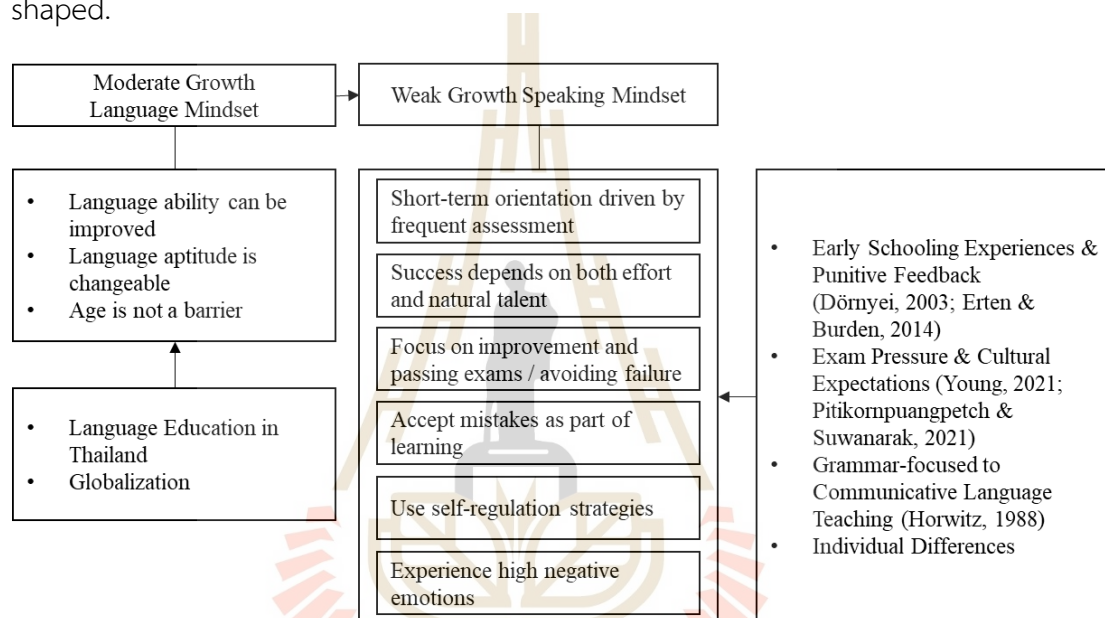 shaped.
Moderate Growth
Language Mindset
Weak Growth Speaking Mindset
• Language ability can be
improved
• Language aptitude is
changeable
• Age is not a barrier
• Language Education in
Thailand
• Globalization
Short-term orientation driven by
frequent assessment
Success depends on both effort
and natural talent
Focus on improvement and
passing exams / avoiding failure
Accept mistakes as part of
learning
Use self-regulation strategies
Experience high negative
emotions
• Early Schooling Experiences &
Punitive Feedback
(Dörnyei, 2003; Erten &
Burden, 2014)
• Exam Pressure & Cultural
Expectations (Young, 2021;
Pitikornpuangpetch &
Suwanarak, 2021)
• Grammar-focused to
Communicative Language
Teaching (Horwitz, 1988)
• Individual Differences